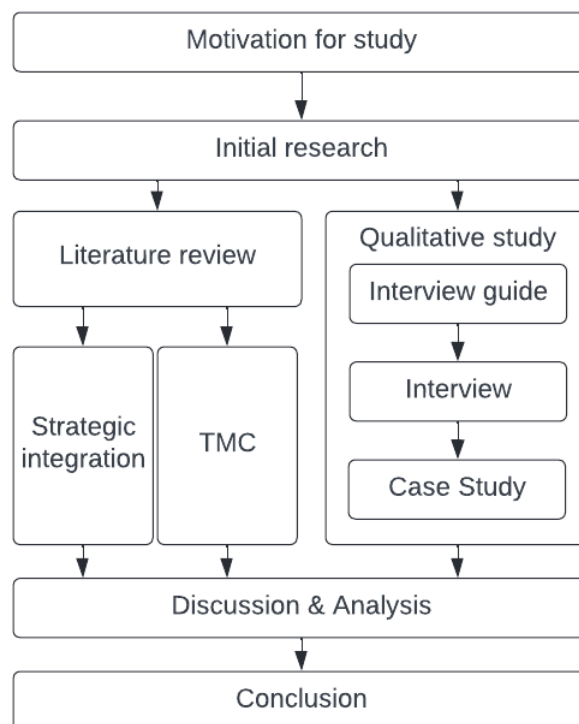 Motivation for study
Initial research
Literature review
Strategic
integration
TMC
Qualitative study
Interview guide
Interview
Case Study
Discussion & Analysis
Conclusion